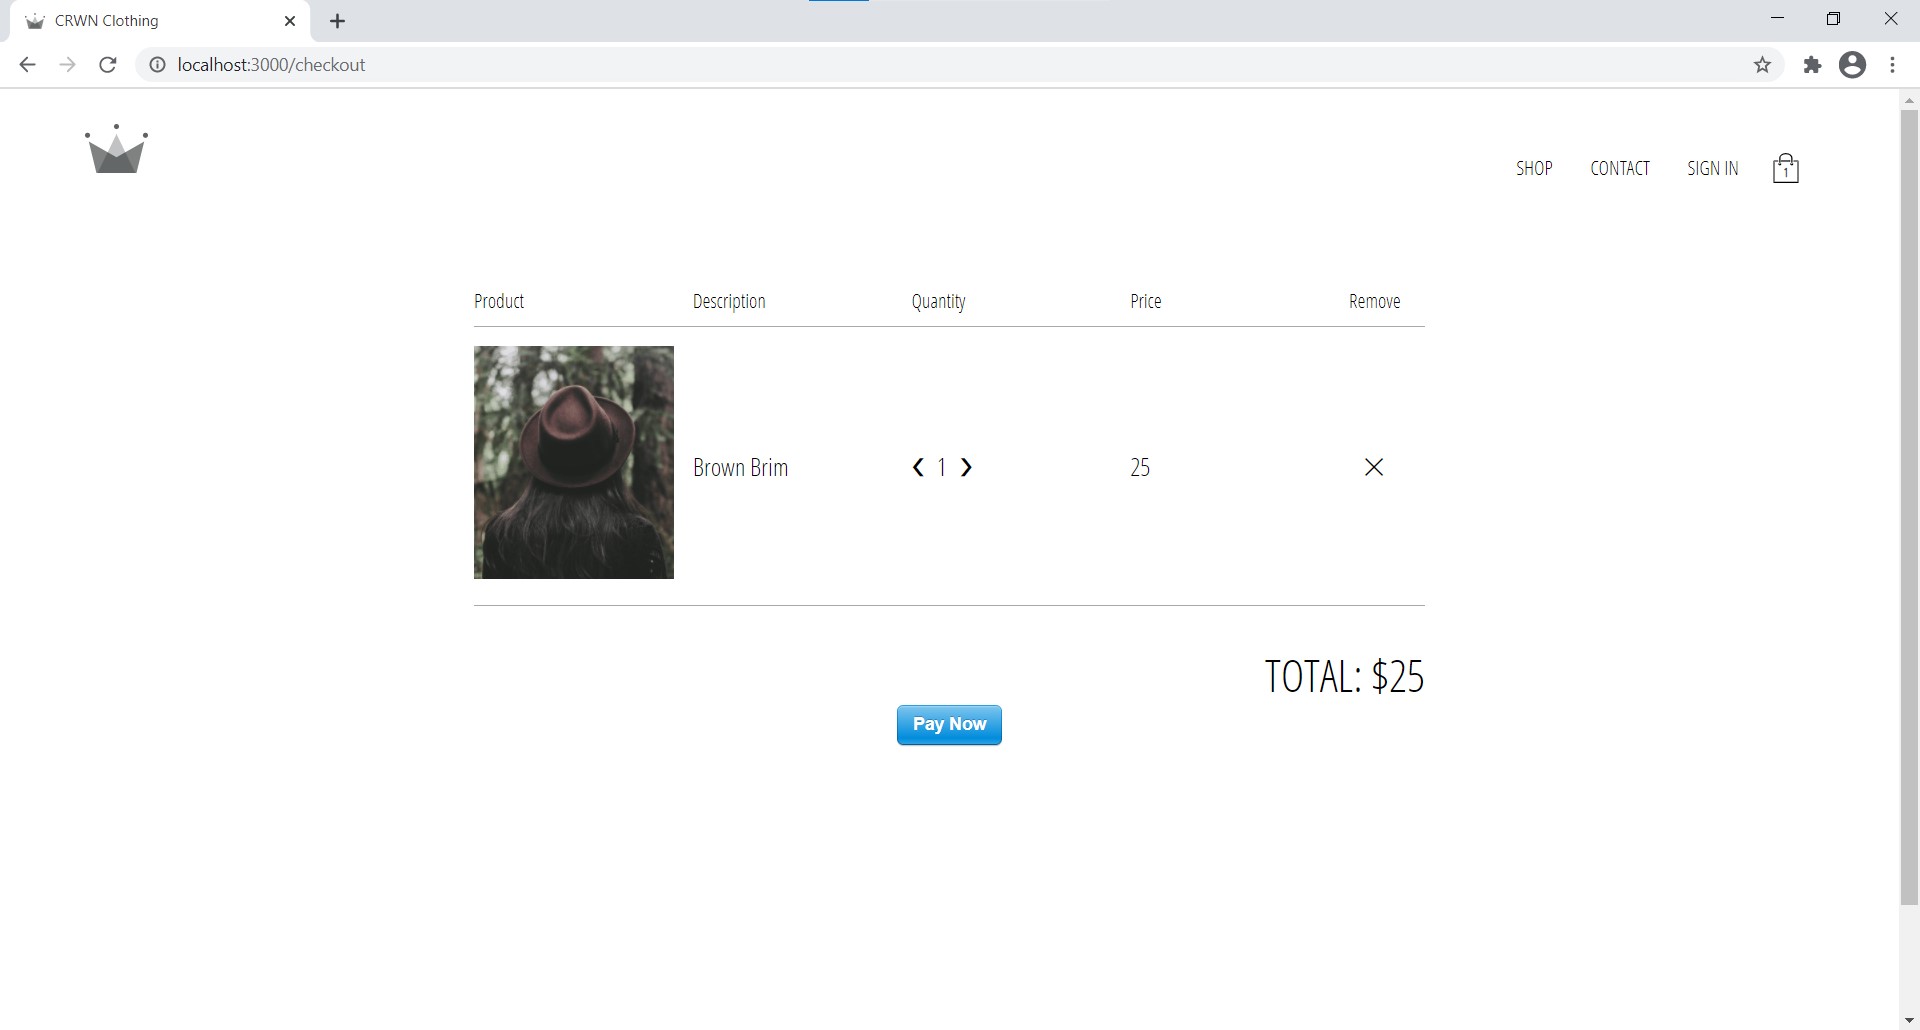 CRWN Clothing
localhost:3000/checkout
SHOP CONTACT SIGN IN 1
Product Description Quantity Price Remove
Brown Brim ❮ 1 ❯ 25
TOTAL: $25
Pay Now